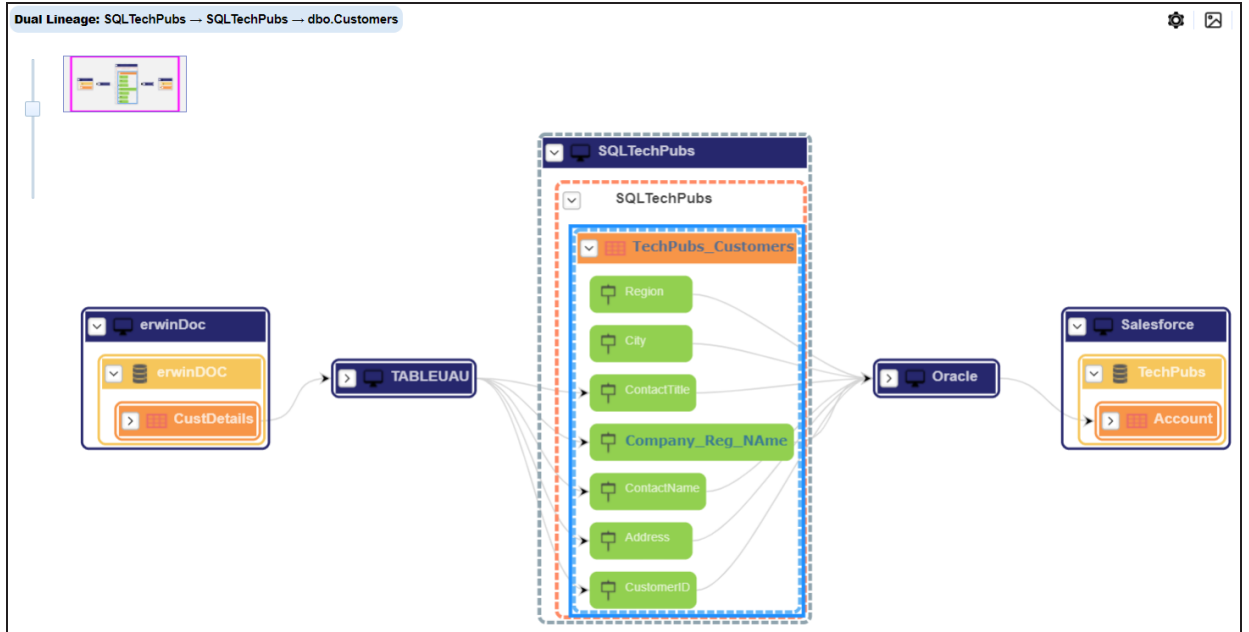 Dual Lineage: SQLTechPubs → SQLTechPubs → dbo.Customers
SQLTechPubs
SQLTechPubs
TechPubs_Customers
Region
City
ContactTitle
Company_Reg_NAme
ContactName
Address
CustomerID
erwinDoc
erwinDOC
CustDetails
TABLEUAU
Oracle
Salesforce
TechPubs
Account